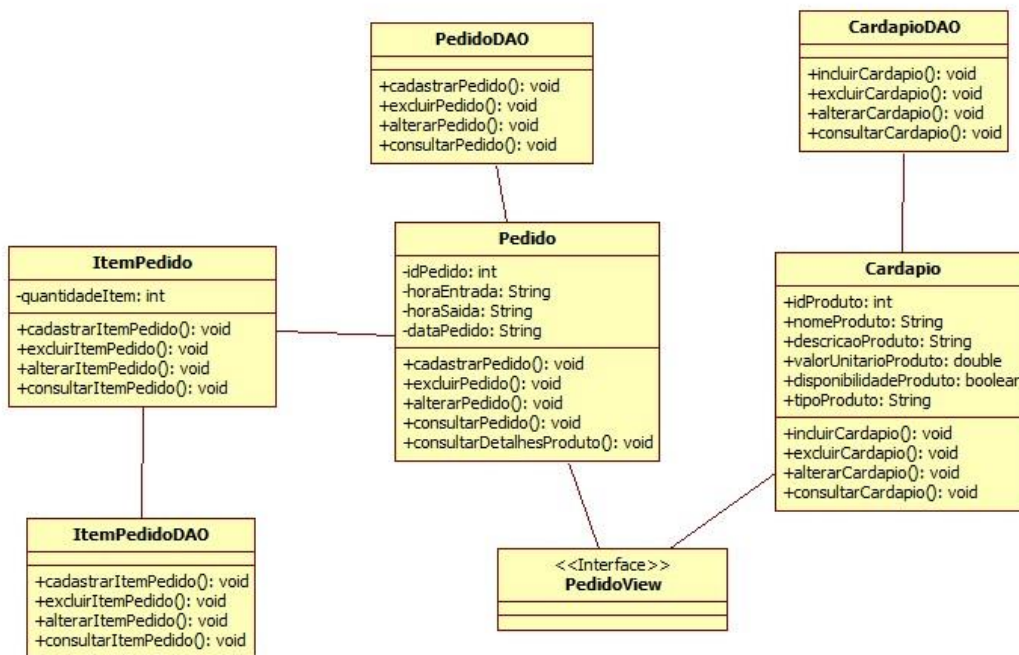 PedidoDAO
+cadastrarPedido(): void
+excluirPedido(): void
+alterarPedido(): void
+consultarPedido(): void
CardapioDAO
+incluirCardapio(): void
+excluirCardapio(): void
+alterarCardapio(): void
+consultarCardapio(): void
ItemPedido
-quantidadeItem: int
+cadastrarItemPedido(): void
+excluirItemPedido(): void
+alterarItemPedido(): void
+consultarItemPedido(): void
Pedido
-idPedido: int
-horaEntrada: String
-horaSaida: String
-dataPedido: String
+cadastrarPedido(): void
+excluirPedido(): void
+alterarPedido(): void
+consultarPedido(): void
+consultarDetalhesProduto(): void
Cardapio
+idProduto: int
+nomeProduto: String
+descricaoProduto: String
+valorUnitarioProduto: double
+disponibilidadeProduto: boolean
+tipoProduto: String
+incluirCardapio(): void
+excluirCardapio(): void
+alterarCardapio(): void
+consultarCardapio(): void
ItemPedidoDAO
+cadastrarItemPedido(): void
+excluirItemPedido(): void
+alterarItemPedido(): void
+consultarItemPedido(): void
<<Interface>>
PedidoView